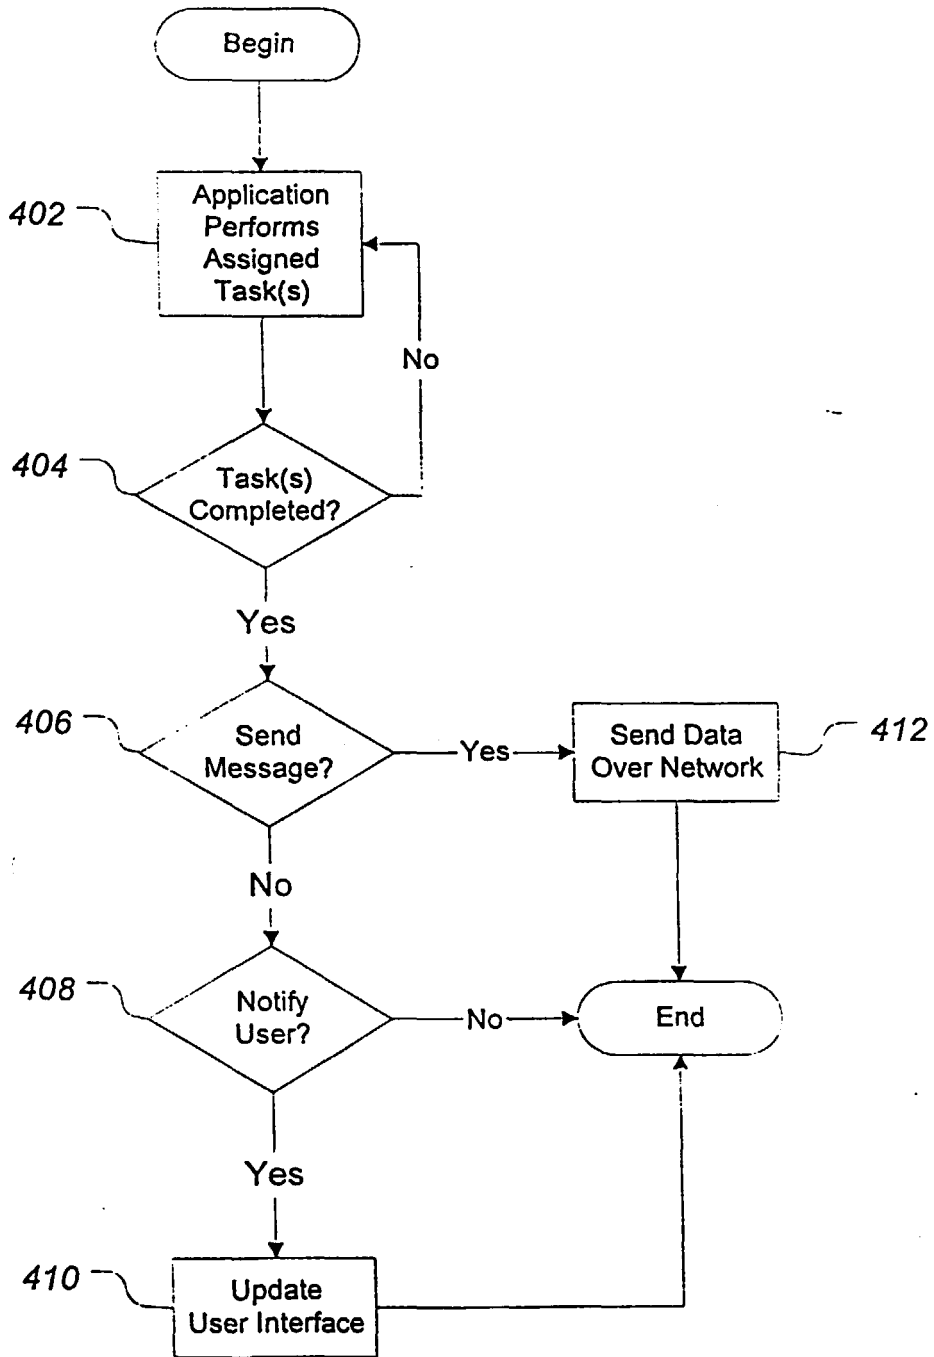 Begin
402
Application
Performs
Assigned
Task(s)
No
404
Task(s)
Completed?
Yes
406
Send
Message?
Yes
Send Data
Over Network
412
No
408
Notify
User?
No
End
Yes
410
Update
User Interface